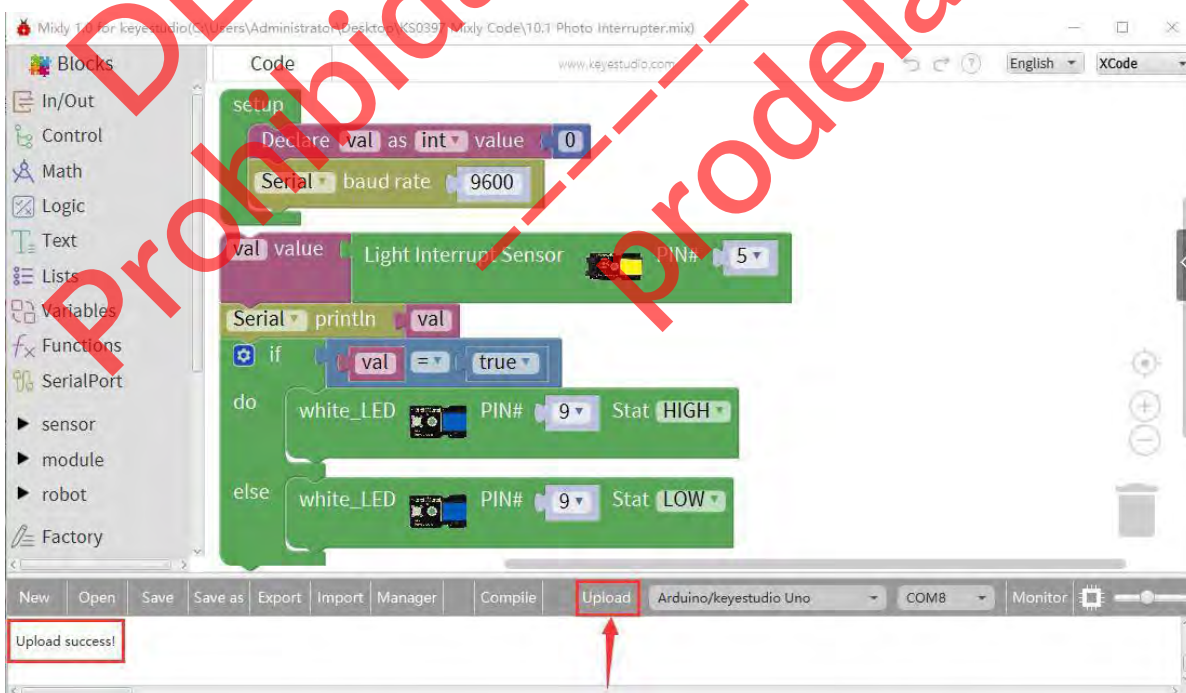 Mixly 1.0 for keyestudio(C:\Users\Administrator\Desktop\KS0397 Mixly Code\10.1 Photo Interrupter.mix)
Blocks
Code
www.keyestudio.com
English
XCode
In/Out
Control
Math
Logic
Text
Lists
Variables
Functions
SerialPort
sensor
module
robot
Factory
setup
Declare val as int value 0
Serial baud rate 9600
val value Light Interrupt Sensor PIN# 5
Serial println val
if val = true
do white_LED PIN# 9 Stat HIGH
else white_LED PIN# 9 Stat LOW
New Open Save Save as Export Import Manager Compile Upload Arduino/keyestudio Uno COM8 Monitor
Upload success!
Prohibido
prodela